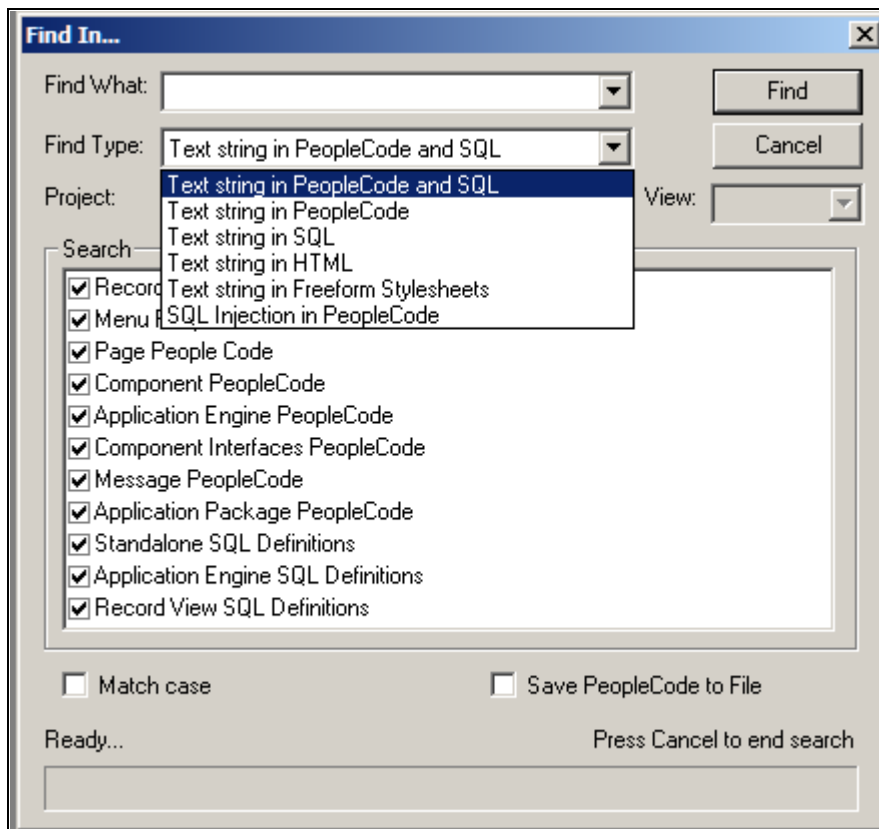 Find In...
Find What:
Find
Find Type: Text string in PeopleCode and SQL
Cancel
Text string in PeopleCode and SQL
Project:
View:
Text string in PeopleCode
Text string in SQL
Search
Text string in HTML
Text string in Freeform Stylesheets
SQL Injection in PeopleCode
Record
Menu
Page People Code
Component PeopleCode
Application Engine PeopleCode
Component Interfaces PeopleCode
Message PeopleCode
Application Package PeopleCode
Standalone SQL Definitions
Application Engine SQL Definitions
Record View SQL Definitions
Match case
Save PeopleCode to File
Ready...
Press Cancel to end search